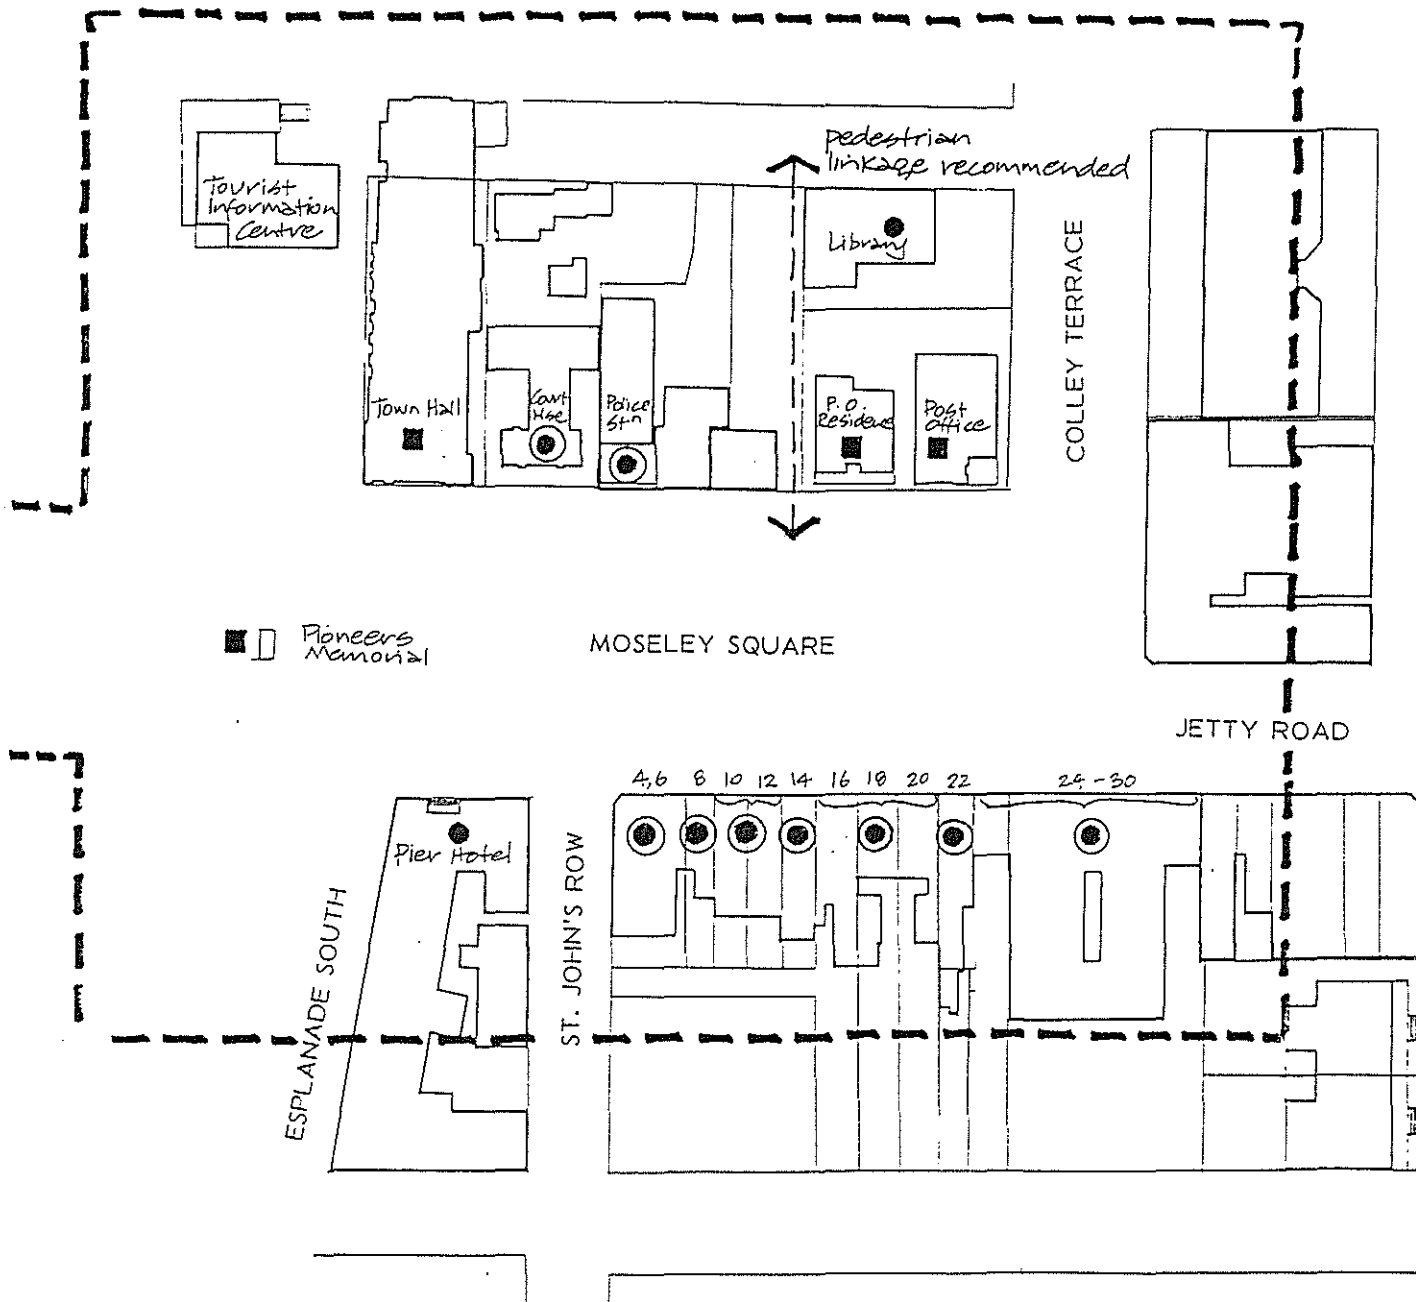 pedestrian
linkage recommended
Tourist
Information
Centre
Library
COLLEY TERRACE
Town Hall
Court
Hse
Police
Stn
P.O.
Residence
Post
Office
Pioneers
Memorial
MOSELEY SQUARE
JETTY ROAD
4,6 8 10 12 14 16 18 20 22 24-30
Pier Hotel
ESPLANADE SOUTH
ST. JOHN'S ROW